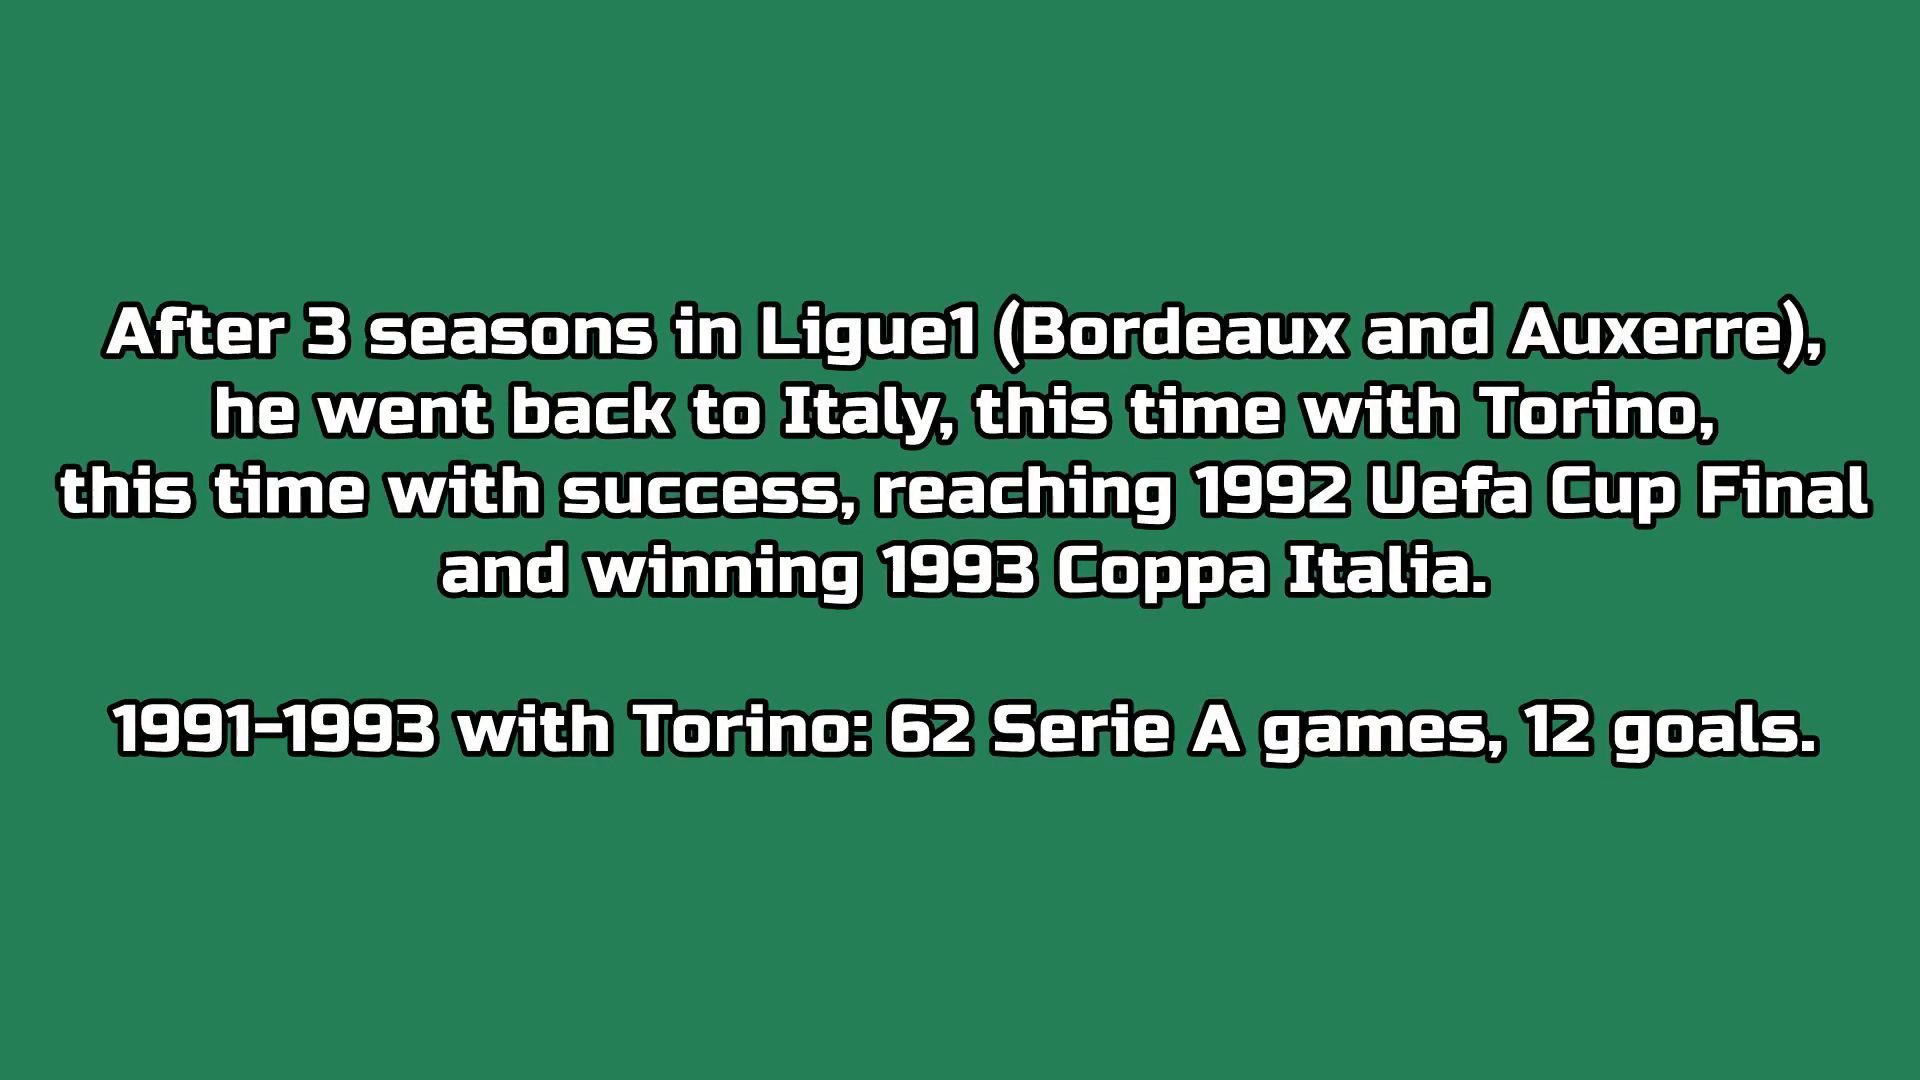 After 3 seasons in Ligue1 (Bordeaux and Auxerre),
he went back to Italy, this time with Torino,
this time with success, reaching 1992 Uefa Cup Final
and winning 1993 Coppa Italia.
1991-1993 with Torino: 62 Serie A games, 12 goals.